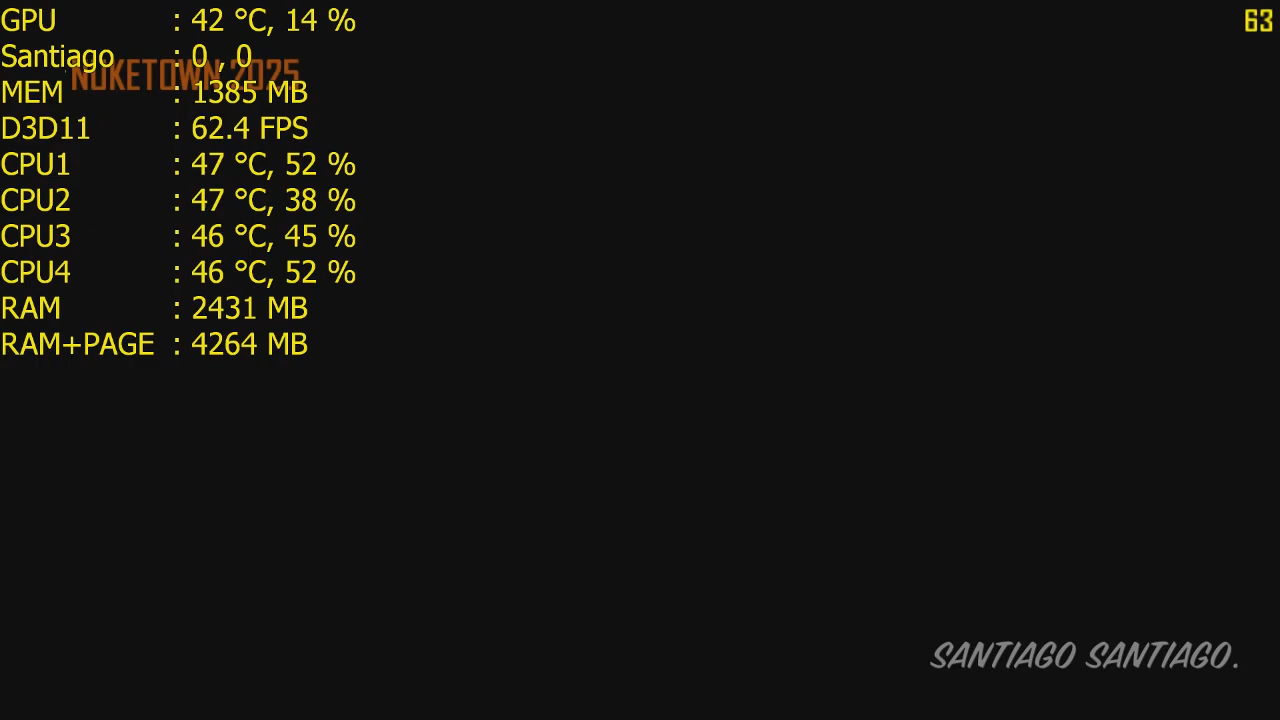 GPU : 42 °C, 14 %
63
Santiago : 0 , 0
NUKETOWN 2025
MEM : 1385 MB
D3D11 : 62.4 FPS
CPU1 : 47 °C, 52 %
CPU2 : 47 °C, 38 %
CPU3 : 46 °C, 45 %
CPU4 : 46 °C, 52 %
RAM : 2431 MB
RAM+PAGE : 4264 MB
SANTIAGO SANTIAGO.